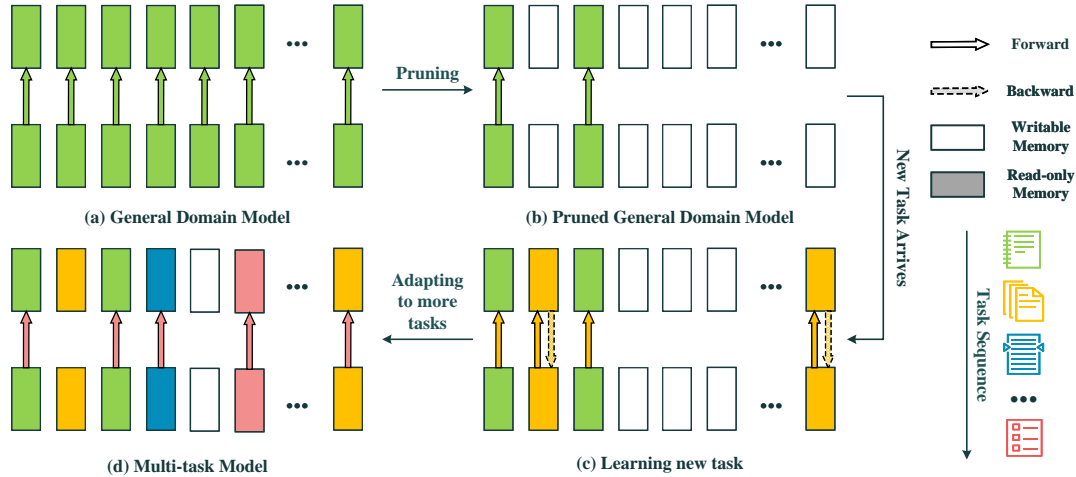 Pruning
(a) General Domain Model
(b) Pruned General Domain Model
New Task Arrives
Adapting
to more
tasks
(d) Multi-task Model
(c) Learning new task
Forward
Backward
Writable
Memory
Read-only
Memory
Task Sequence